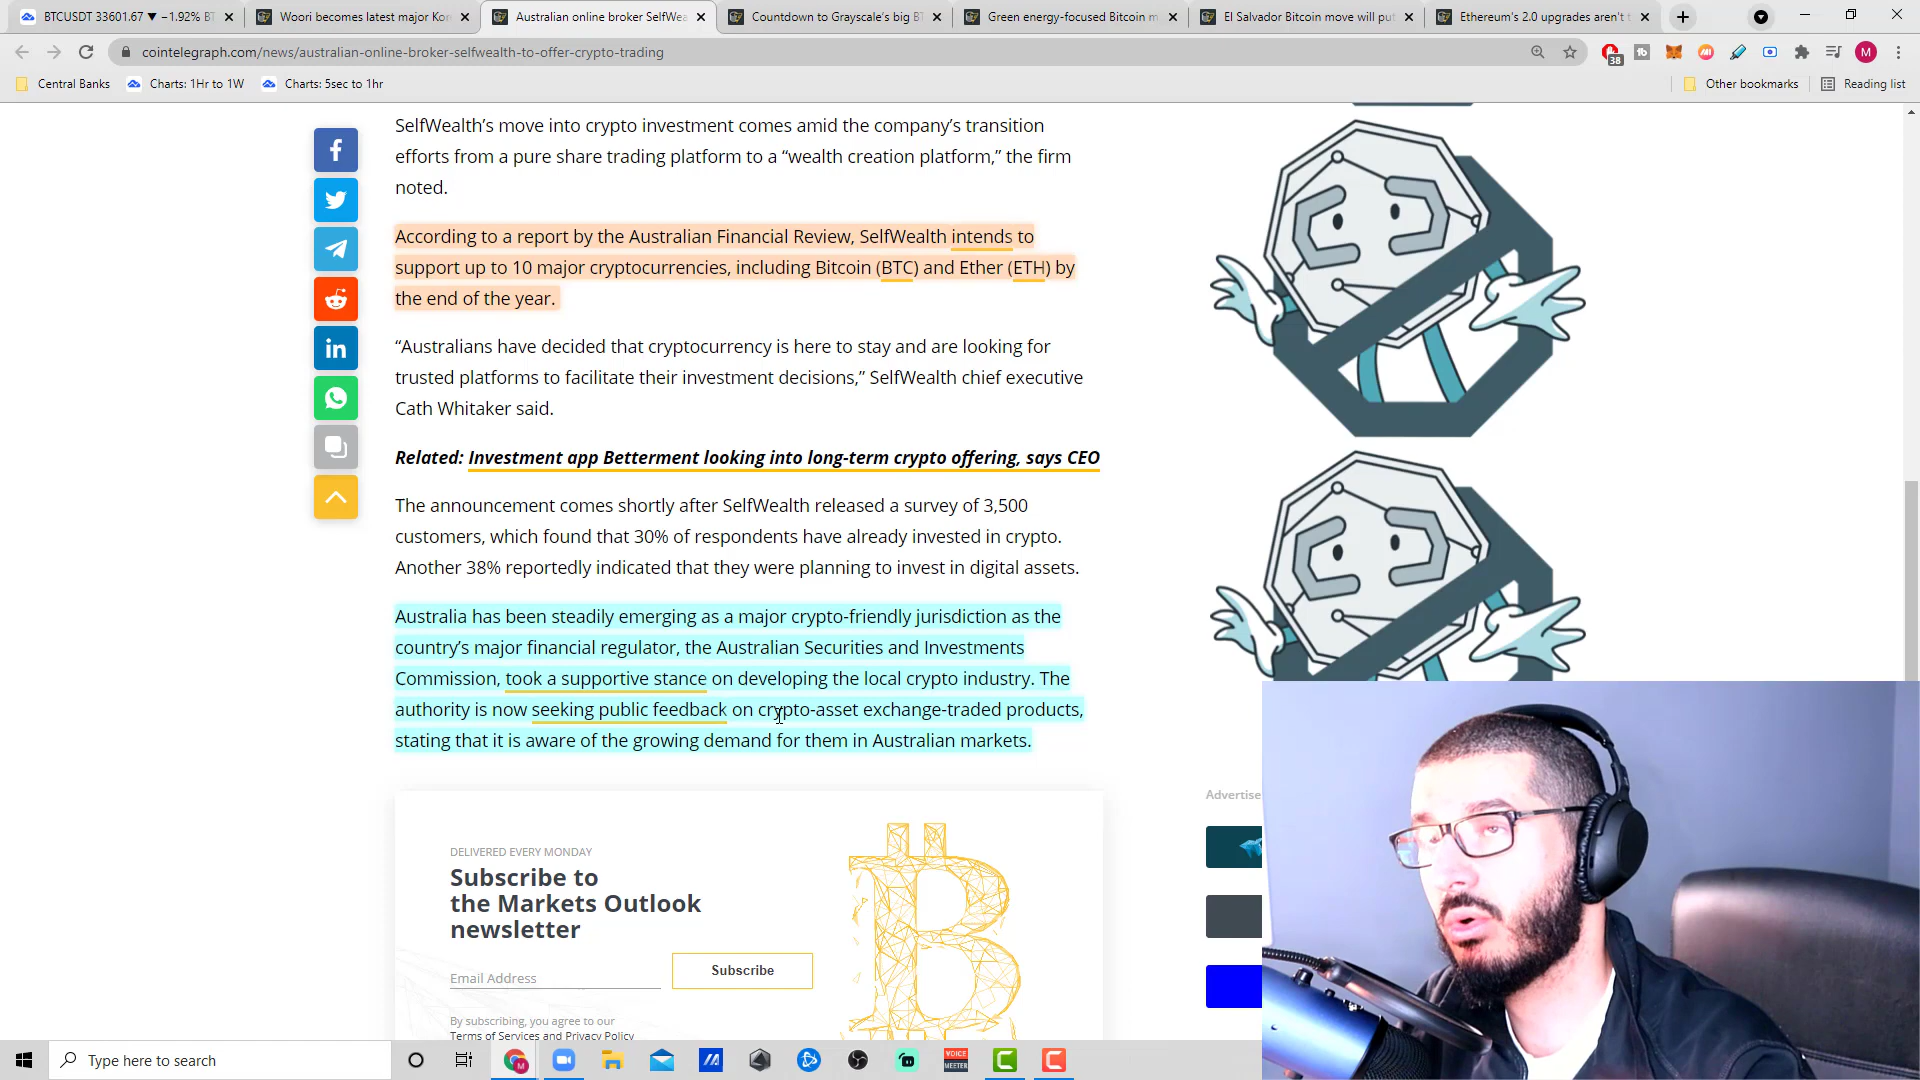 BTCUSDT 33601.67 ▼ −1.92% BT
Woori becomes latest major Kor
Australian online broker SelfWea
Countdown to Grayscale's big BT
Green energy-focused Bitcoin m
El Salvador Bitcoin move will put
Ethereum's 2.0 upgrades aren't t
cointelegraph.com/news/australian-online-broker-selfwealth-to-offer-crypto-trading
38
M
Central Banks
Charts: 1Hr to 1W
Charts: 5sec to 1hr
Other bookmarks
Reading list
SelfWealth's move into crypto investment comes amid the company's transition
efforts from a pure share trading platform to a “wealth creation platform,” the firm
noted.
According to a report by the Australian Financial Review, SelfWealth intends to
support up to 10 major cryptocurrencies, including Bitcoin (BTC) and Ether (ETH) by
the end of the year.
“Australians have decided that cryptocurrency is here to stay and are looking for
trusted platforms to facilitate their investment decisions,” SelfWealth chief executive
Cath Whitaker said.
Related: Investment app Betterment looking into long-term crypto offering, says CEO
The announcement comes shortly after SelfWealth released a survey of 3,500
customers, which found that 30% of respondents have already invested in crypto.
Another 38% reportedly indicated that they were planning to invest in digital assets.
Australia has been steadily emerging as a major crypto-friendly jurisdiction as the
country's major financial regulator, the Australian Securities and Investments
Commission, took a supportive stance on developing the local crypto industry. The
authority is now seeking public feedback on crypto-asset exchange-traded products,
stating that it is aware of the growing demand for them in Australian markets.
Advertise
DELIVERED EVERY MONDAY
Subscribe to
the Markets Outlook
newsletter
Email Address
Subscribe
By subscribing, you agree to our
Terms of Services and Privacy Policy
Type here to search
VOICE
MEETER